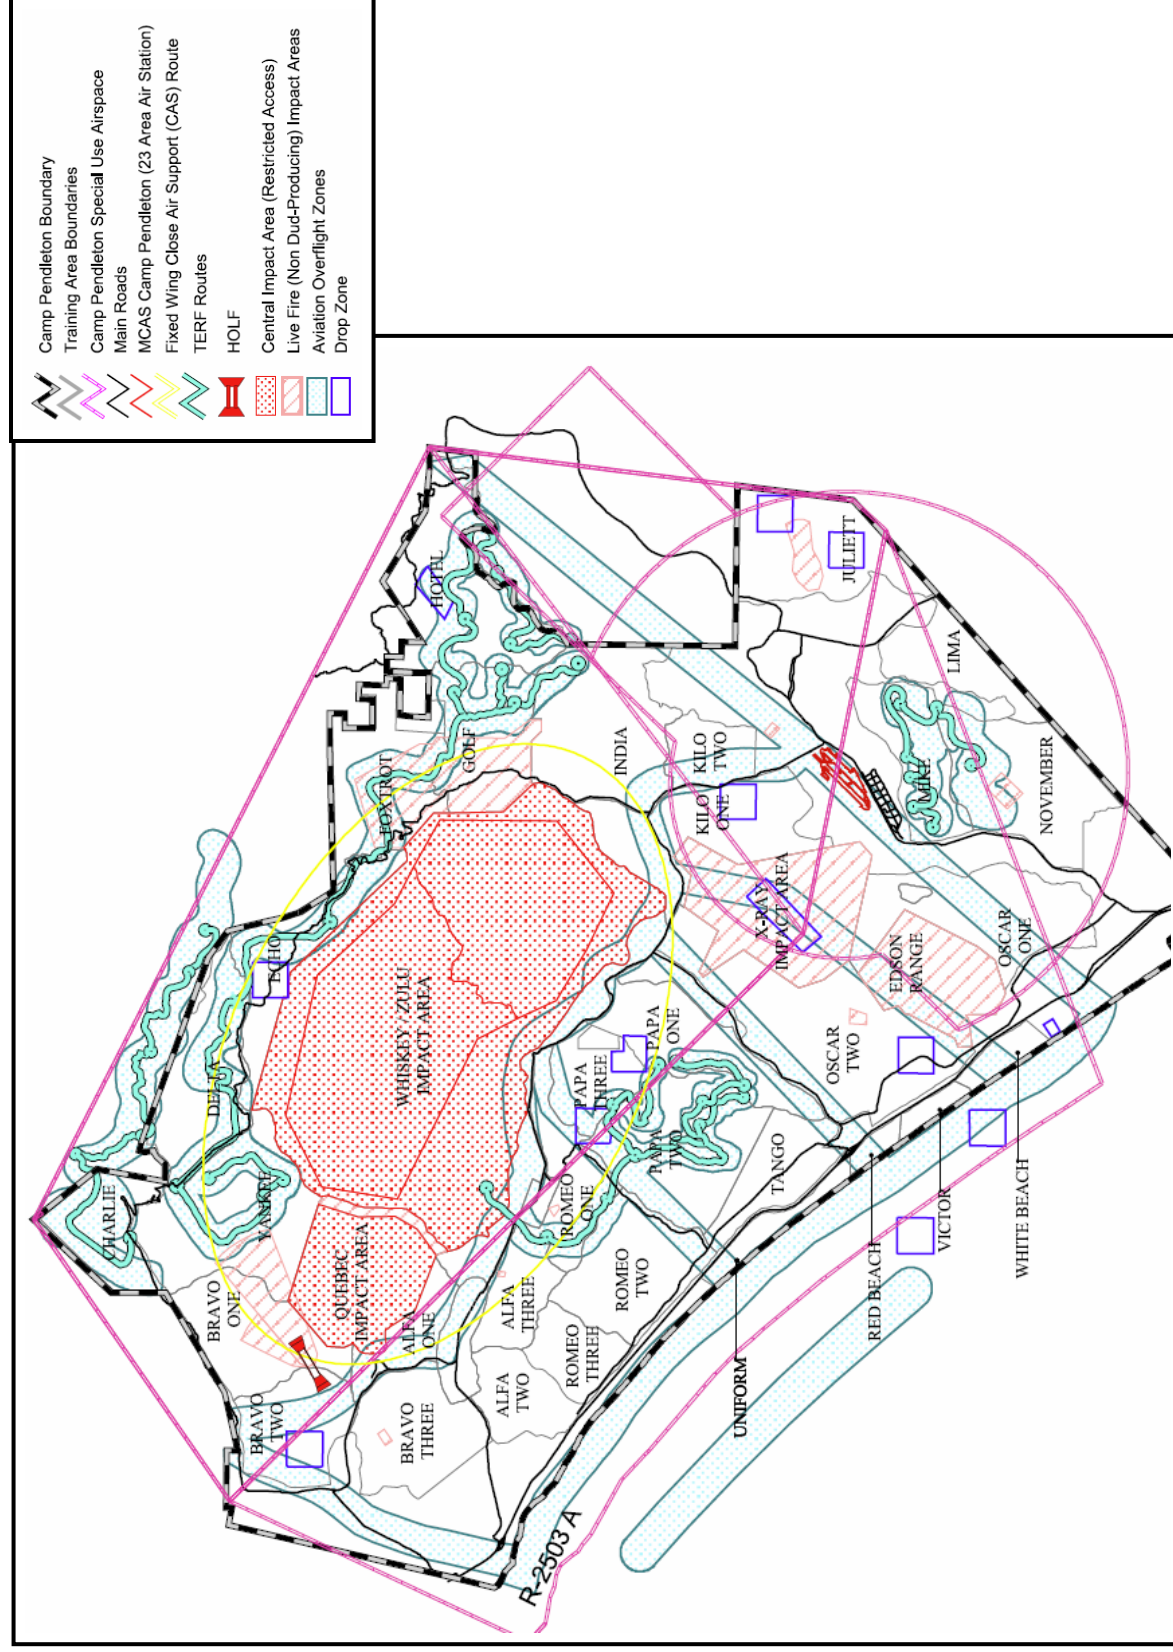 Camp Pendleton Boundary
Training Area Boundaries
Camp Pendleton Special Use Airspace
Main Roads
MCAS Camp Pendleton (23 Area Air Station)
Fixed Wing Close Air Support (CAS) Route
TERF Routes
HOLF
Central Impact Area (Restricted Access)
Live Fire (Non Dud-Producing) Impact Areas
Aviation Overflight Zones
Drop Zone
HOTEL
JULIETT
LIMA
GOLF
FOXTROT
INDIA
KILO
TWO
KILO
ONE
MIKE
NOVEMBER
ECHO
X-RAY
IMPACT AREA
EDSON
RANGE
OSCAR
ONE
WHISKEY / ZULU
IMPACT AREA
DELTA
PAPA
ONE
PAPA
THREE
PAPA
TWO
OSCAR
TWO
CHARLIE
YANKEE
ROMEO
ONE
TANGO
QUEBEC
IMPACT AREA
BRAVO
ONE
ALFA
ONE
ALFA
THREE
ROMEO
TWO
RED BEACH
VICTOR
WHITE BEACH
BRAVO
TWO
BRAVO
THREE
ALFA
TWO
ROMEO
THREE
UNIFORM
R-2503 A